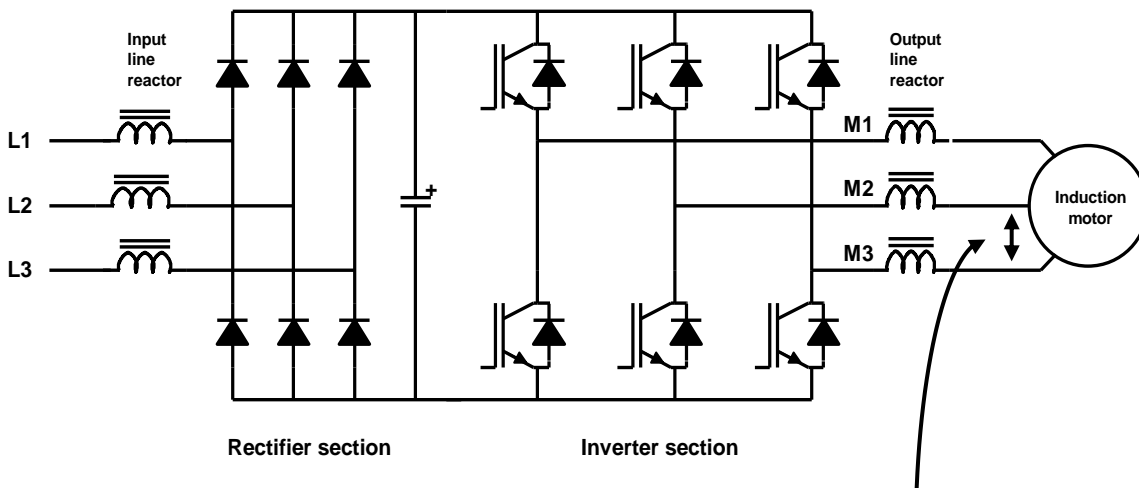 Input
line
reactor
Output
line
reactor
L1
L2
L3
+
M1
M2
M3
Induction
motor
Rectifier section
Inverter section